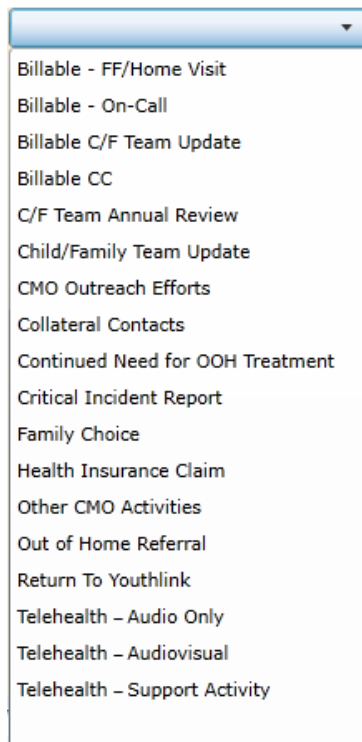 Billable - FF/Home Visit
Billable - On-Call
Billable C/F Team Update
Billable CC
C/F Team Annual Review
Child/Family Team Update
CMO Outreach Efforts
Collateral Contacts
Continued Need for OOH Treatment
Critical Incident Report
Family Choice
Health Insurance Claim
Other CMO Activities
Out of Home Referral
Return To Youthlink
Telehealth – Audio Only
Telehealth – Audiovisual
Telehealth – Support Activity